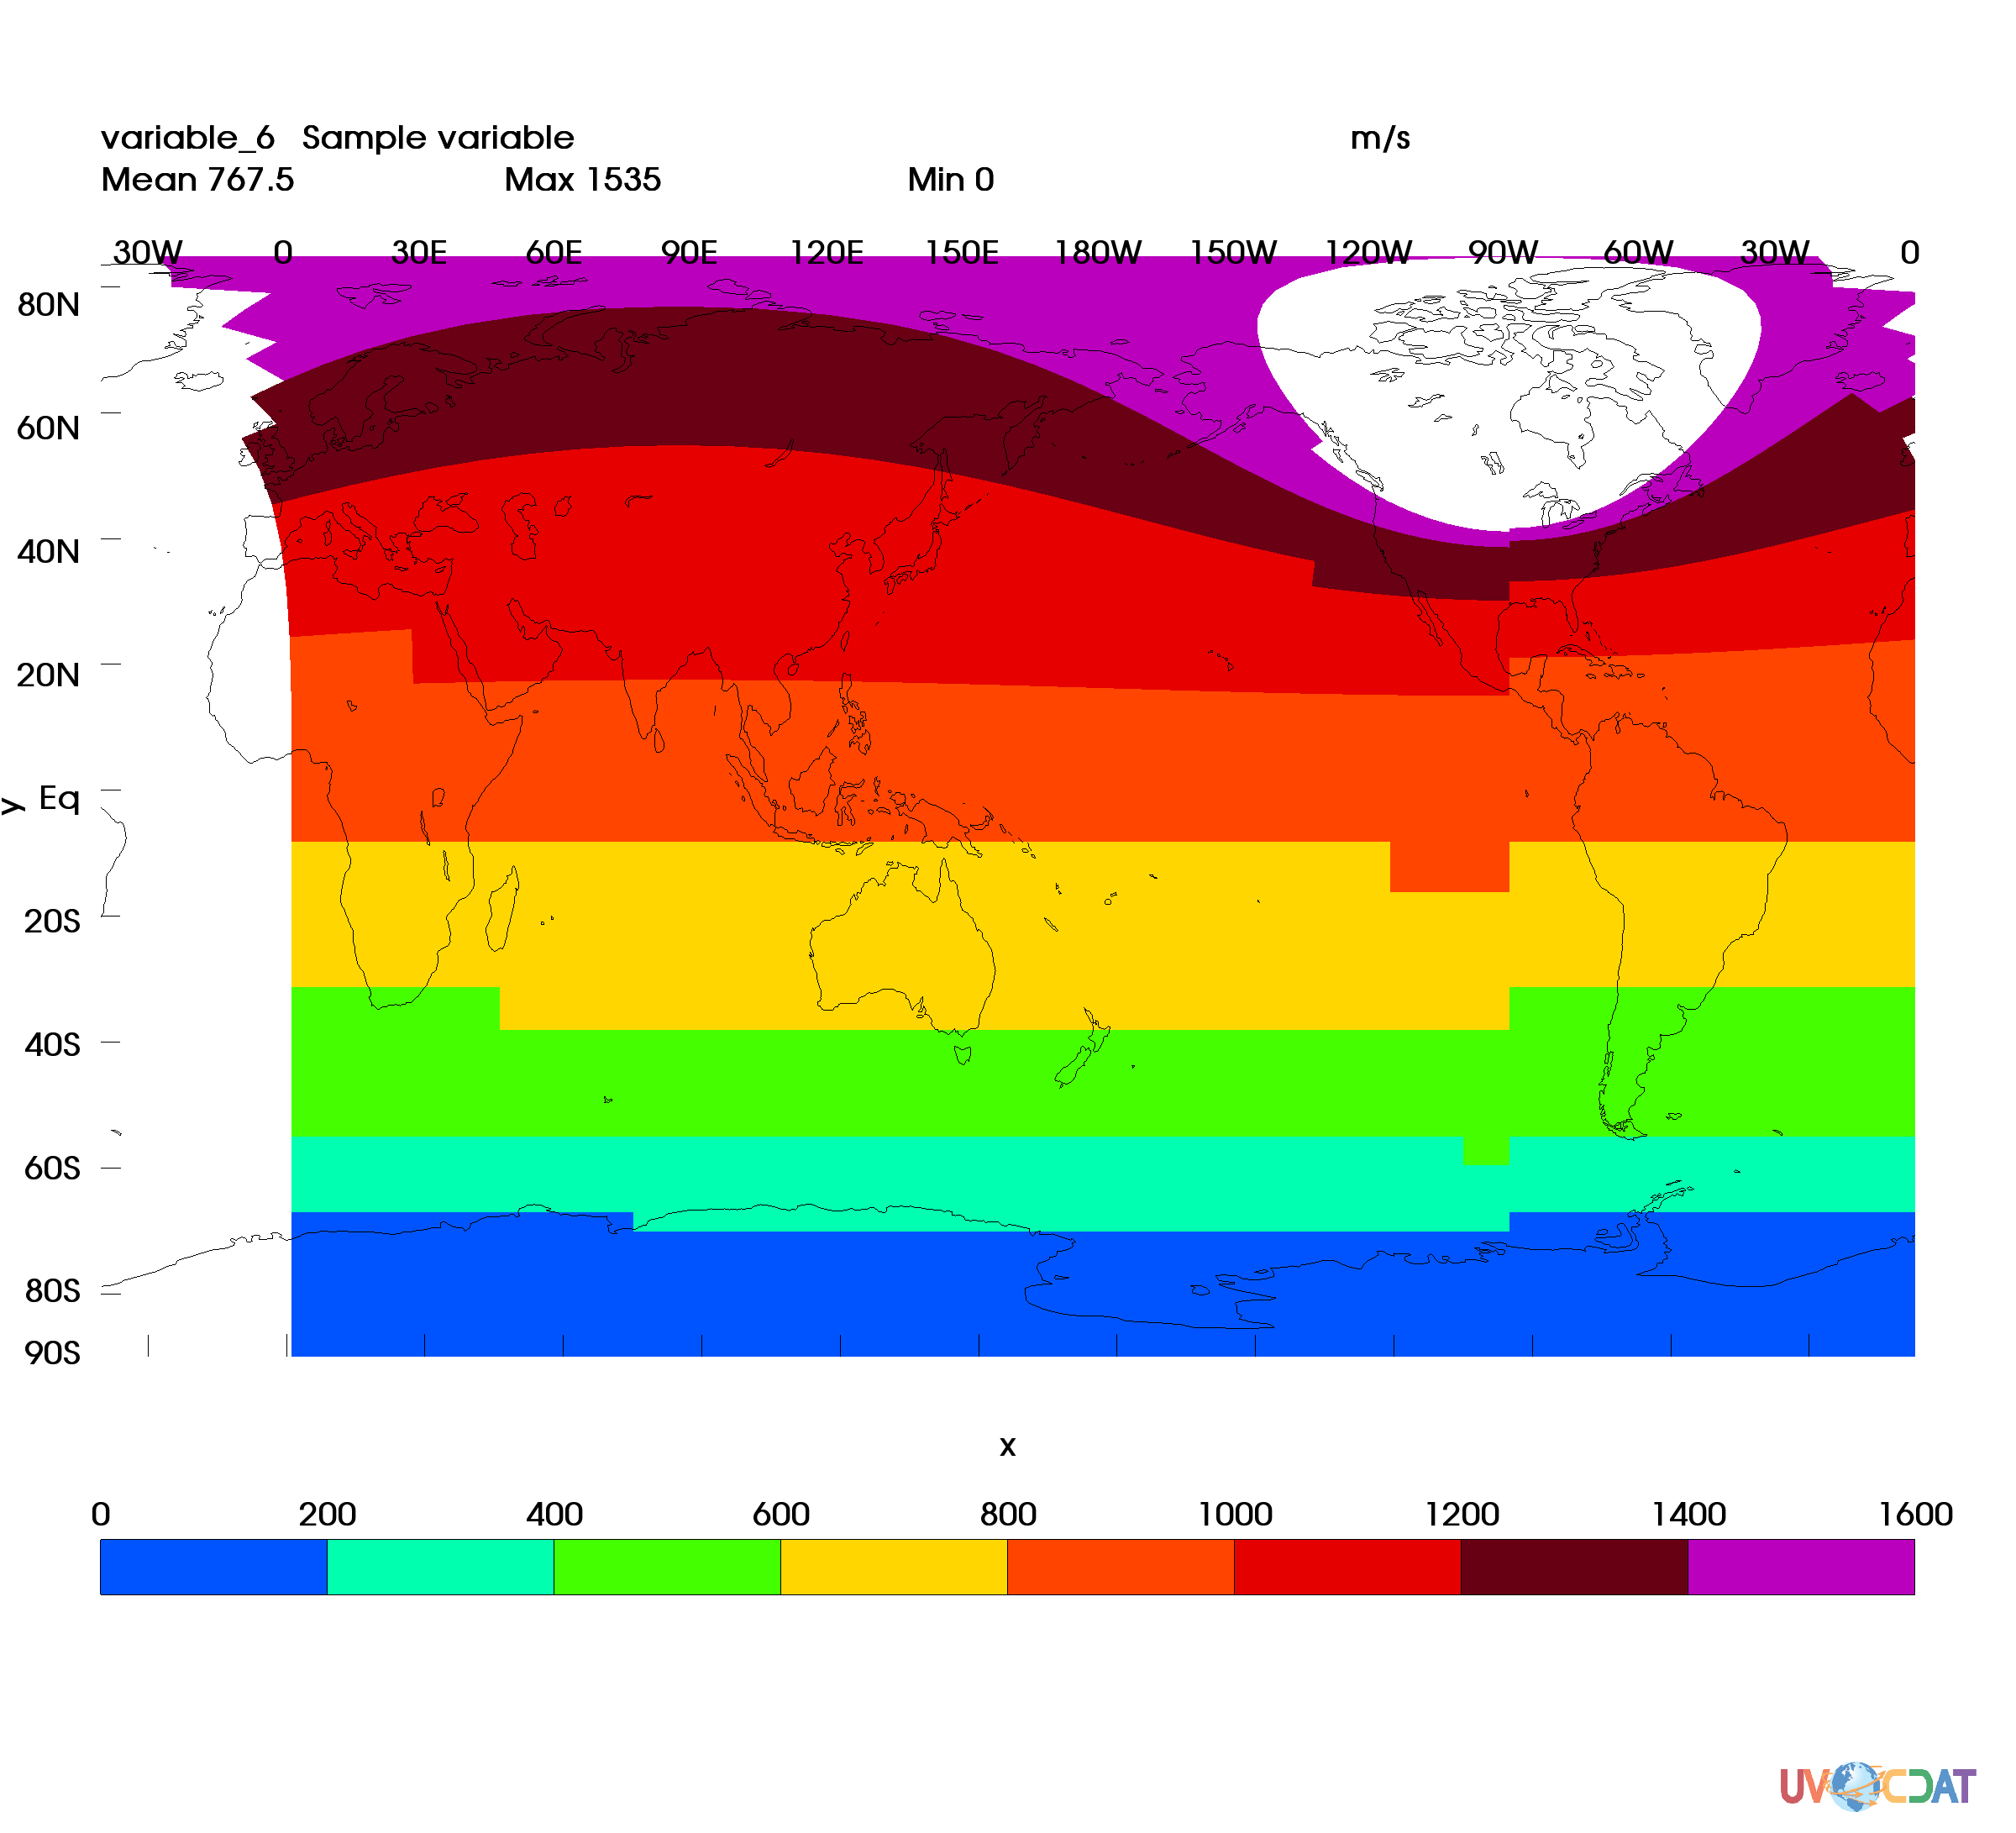 variable_6 Sample variable m/s
Mean 767.5 Max 1535 Min 0
30W 0 30E 60E 90E 120E 150E 180W 150W 120W 90W 60W 30W 0
80N
60N
40N
20N
y Eq
20S
40S
60S
80S
90S
x
0 200 400 600 800 1000 1200 1400 1600
UV CDAT